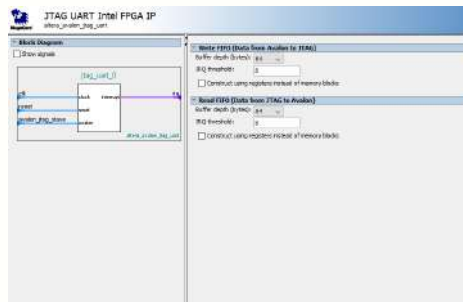 JTAG UART Intel FPGA IP
altera_avalon_jtag_uart
Block Diagram
Show signals
jtag_uart_0
clk
clock
interrupt
irq
reset
reset
avalon_jtag_slave
avalon
altera_avalon_jtag_uart
Write FIFO (Data from Avalon to JTAG)
Buffer depth (bytes): 64
IRQ threshold: 8
Construct using registers instead of memory blocks
Read FIFO (Data from JTAG to Avalon)
Buffer depth (bytes): 64
IRQ threshold: 8
Construct using registers instead of memory blocks